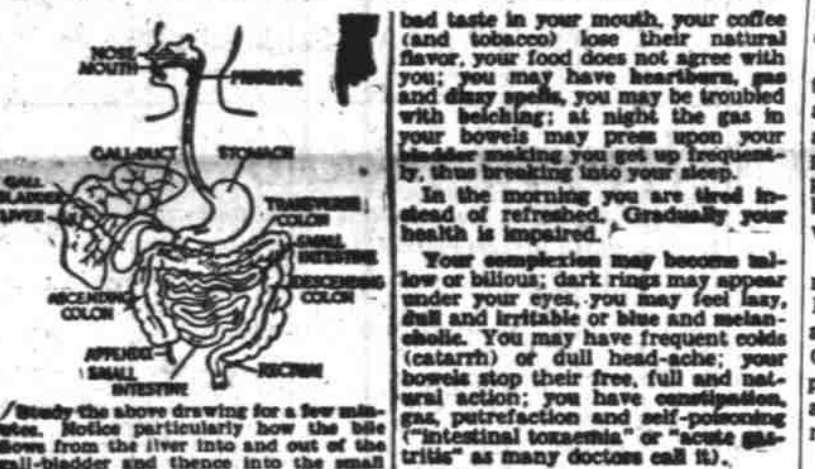 NOSE
MOUTH
PHARYNX
GALL-DUCT
STOMACH
GALL
BLADDER
LIVER
TRANSVERSE
COLON
SMALL
INTESTINE
DESCENDING
COLON
ASCENDING
COLON
APPENDIX
SMALL
INTESTINE
RECTUM
Study the above drawing for a few min-
utes. Notice particularly how the bile
flows from the liver into and out of the
gall-bladder and thence into the small
bad taste in your mouth, your coffee
(and tobacco) lose their natural
flavor, your food does not agree with
you; you may have heartburn, gas
and dizzy spells, you may be troubled
with belching; at night the gas in
your bowels may press upon your
bladder making you get up frequent-
ly, thus breaking into your sleep.
In the morning you are tired in-
stead of refreshed. Gradually your
health is impaired.
Your complexion may become sal-
low or bilious; dark rings may appear
under your eyes, you may feel lazy,
dull and irritable or blue and melan-
cholic. You may have frequent colds
(catarrh) or dull head-ache; your
bowels stop their free, full and nat-
ural action; you have constipation,
gas, putrefaction and self-poisoning
("intestinal toxaemia" or "acute gas-
tritis" as many doctors call it).